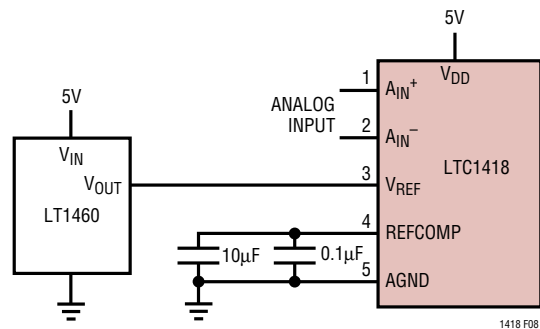 5V
5V
V_DD
1
A_IN^+
ANALOG
INPUT
2
A_IN^–
V_IN
V_OUT
3
V_REF
LTC1418
LT1460
4
REFCOMP
10μF
0.1μF
5
AGND
1418 F08